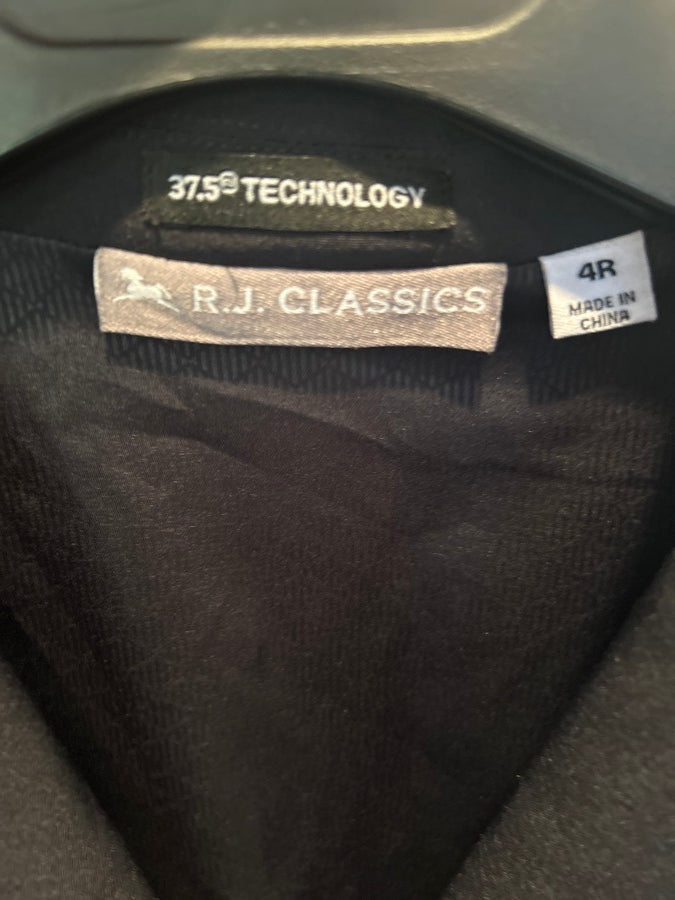 37.5® TECHNOLOGY
R.J. CLASSICS
4R
MADE IN
CHINA